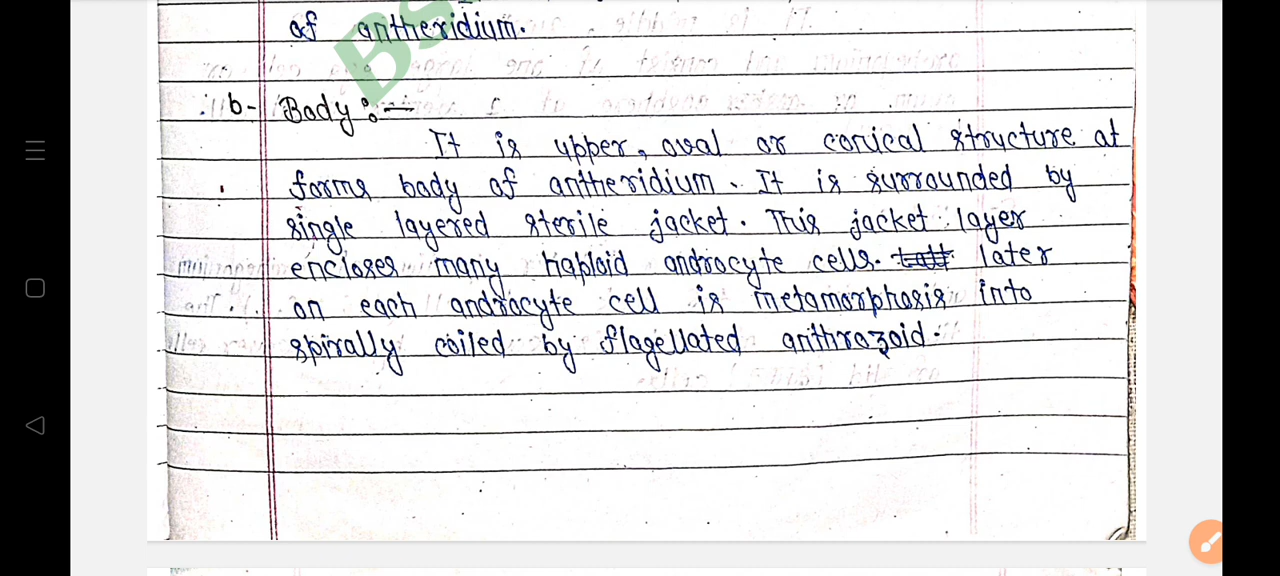 of antheridium.
BS
b- Body :-
It is upper, oval or conical structure at
forms body of antheridium. It is surrounded by
single layered sterile jacket. This jacket layer
encloses many haploid androcyte cells. later
on each androcyte cell is metamorphosis into
spirally coiled by flagellated anthrazoid.